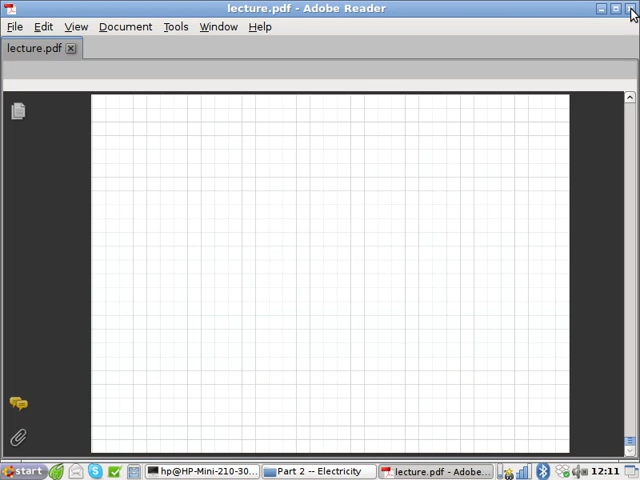 lecture.pdf - Adobe Reader
File Edit View Document Tools Window Help
lecture.pdf
start hp@HP-Mini-210-30... Part 2 -- Electricity lecture.pdf - Adobe... 12:11